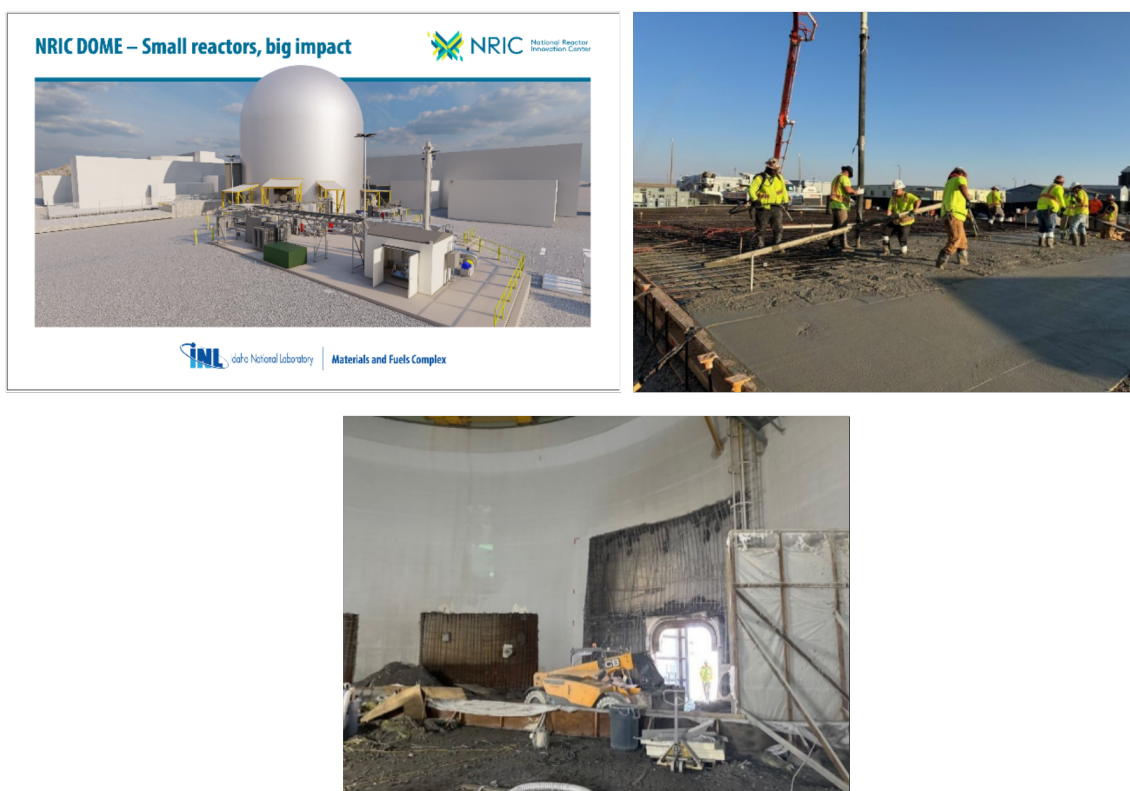 NRIC DOME – Small reactors, big impact
NRIC
National Reactor
Innovation Center
INL
Idaho National Laboratory
Materials and Fuels Complex
JCB